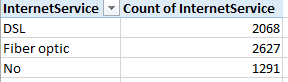 InternetService Count of InternetService
DSL 2068
Fiber optic 2627
No 1291